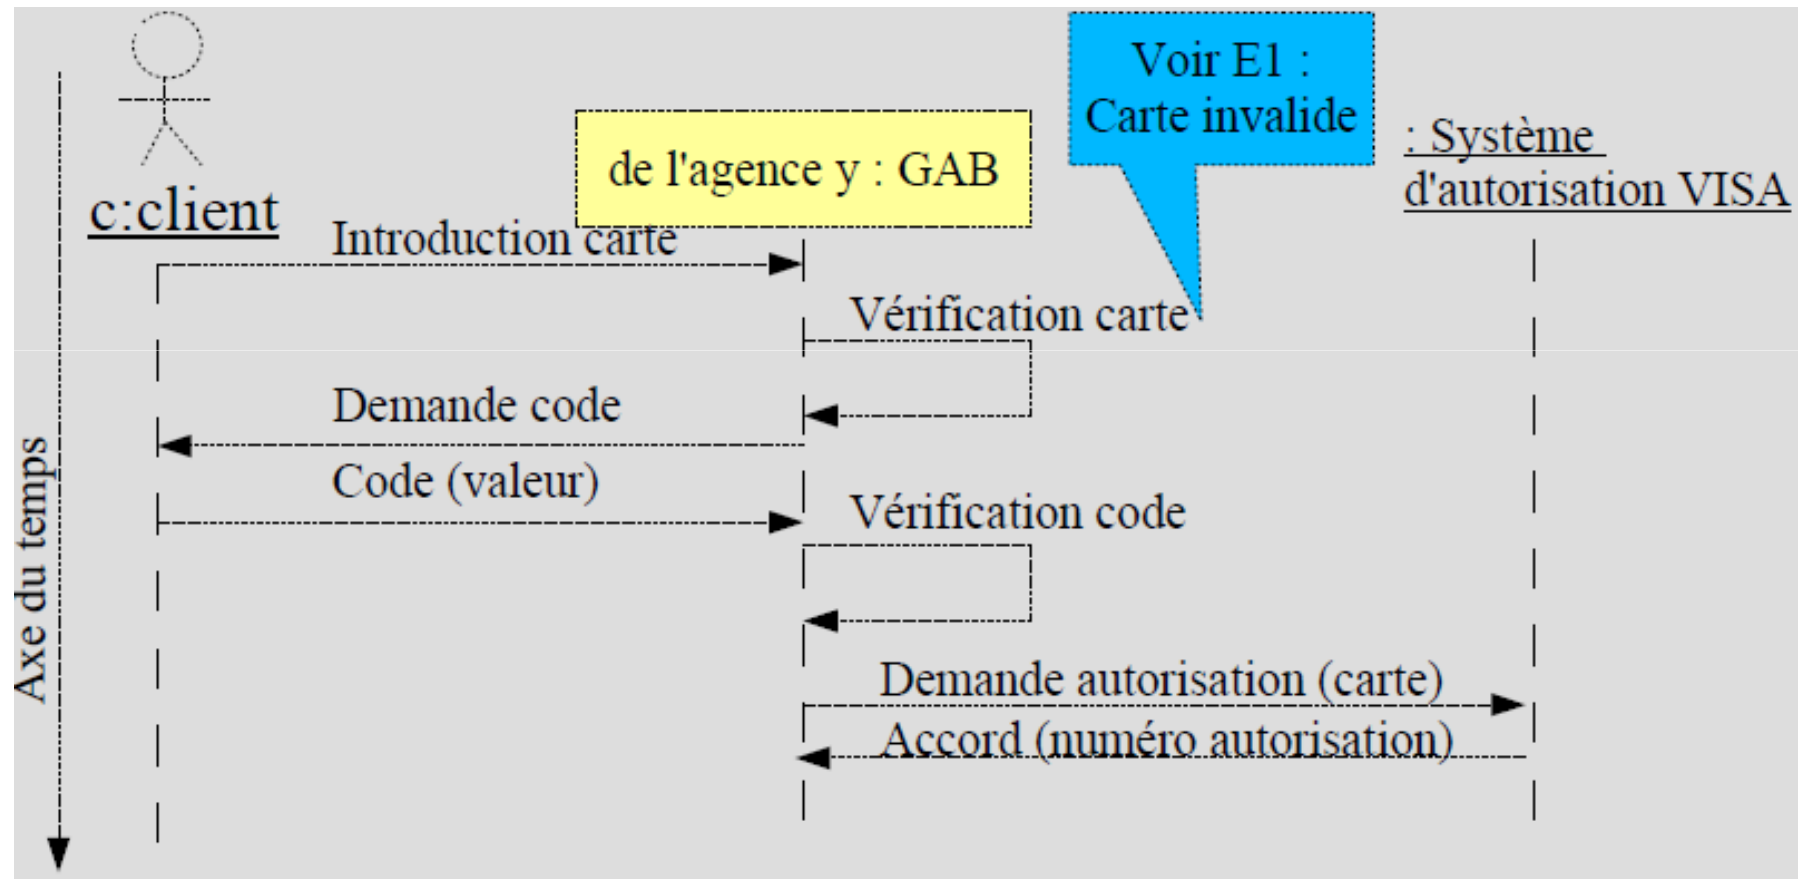 Voir E1 :
Carte invalide
: Système
d'autorisation VISA
de l'agence y : GAB
c:client
Introduction carte
Vérification carte
Demande code
Code (valeur)
Vérification code
Demande autorisation (carte)
Accord (numéro autorisation)
Axe du temps